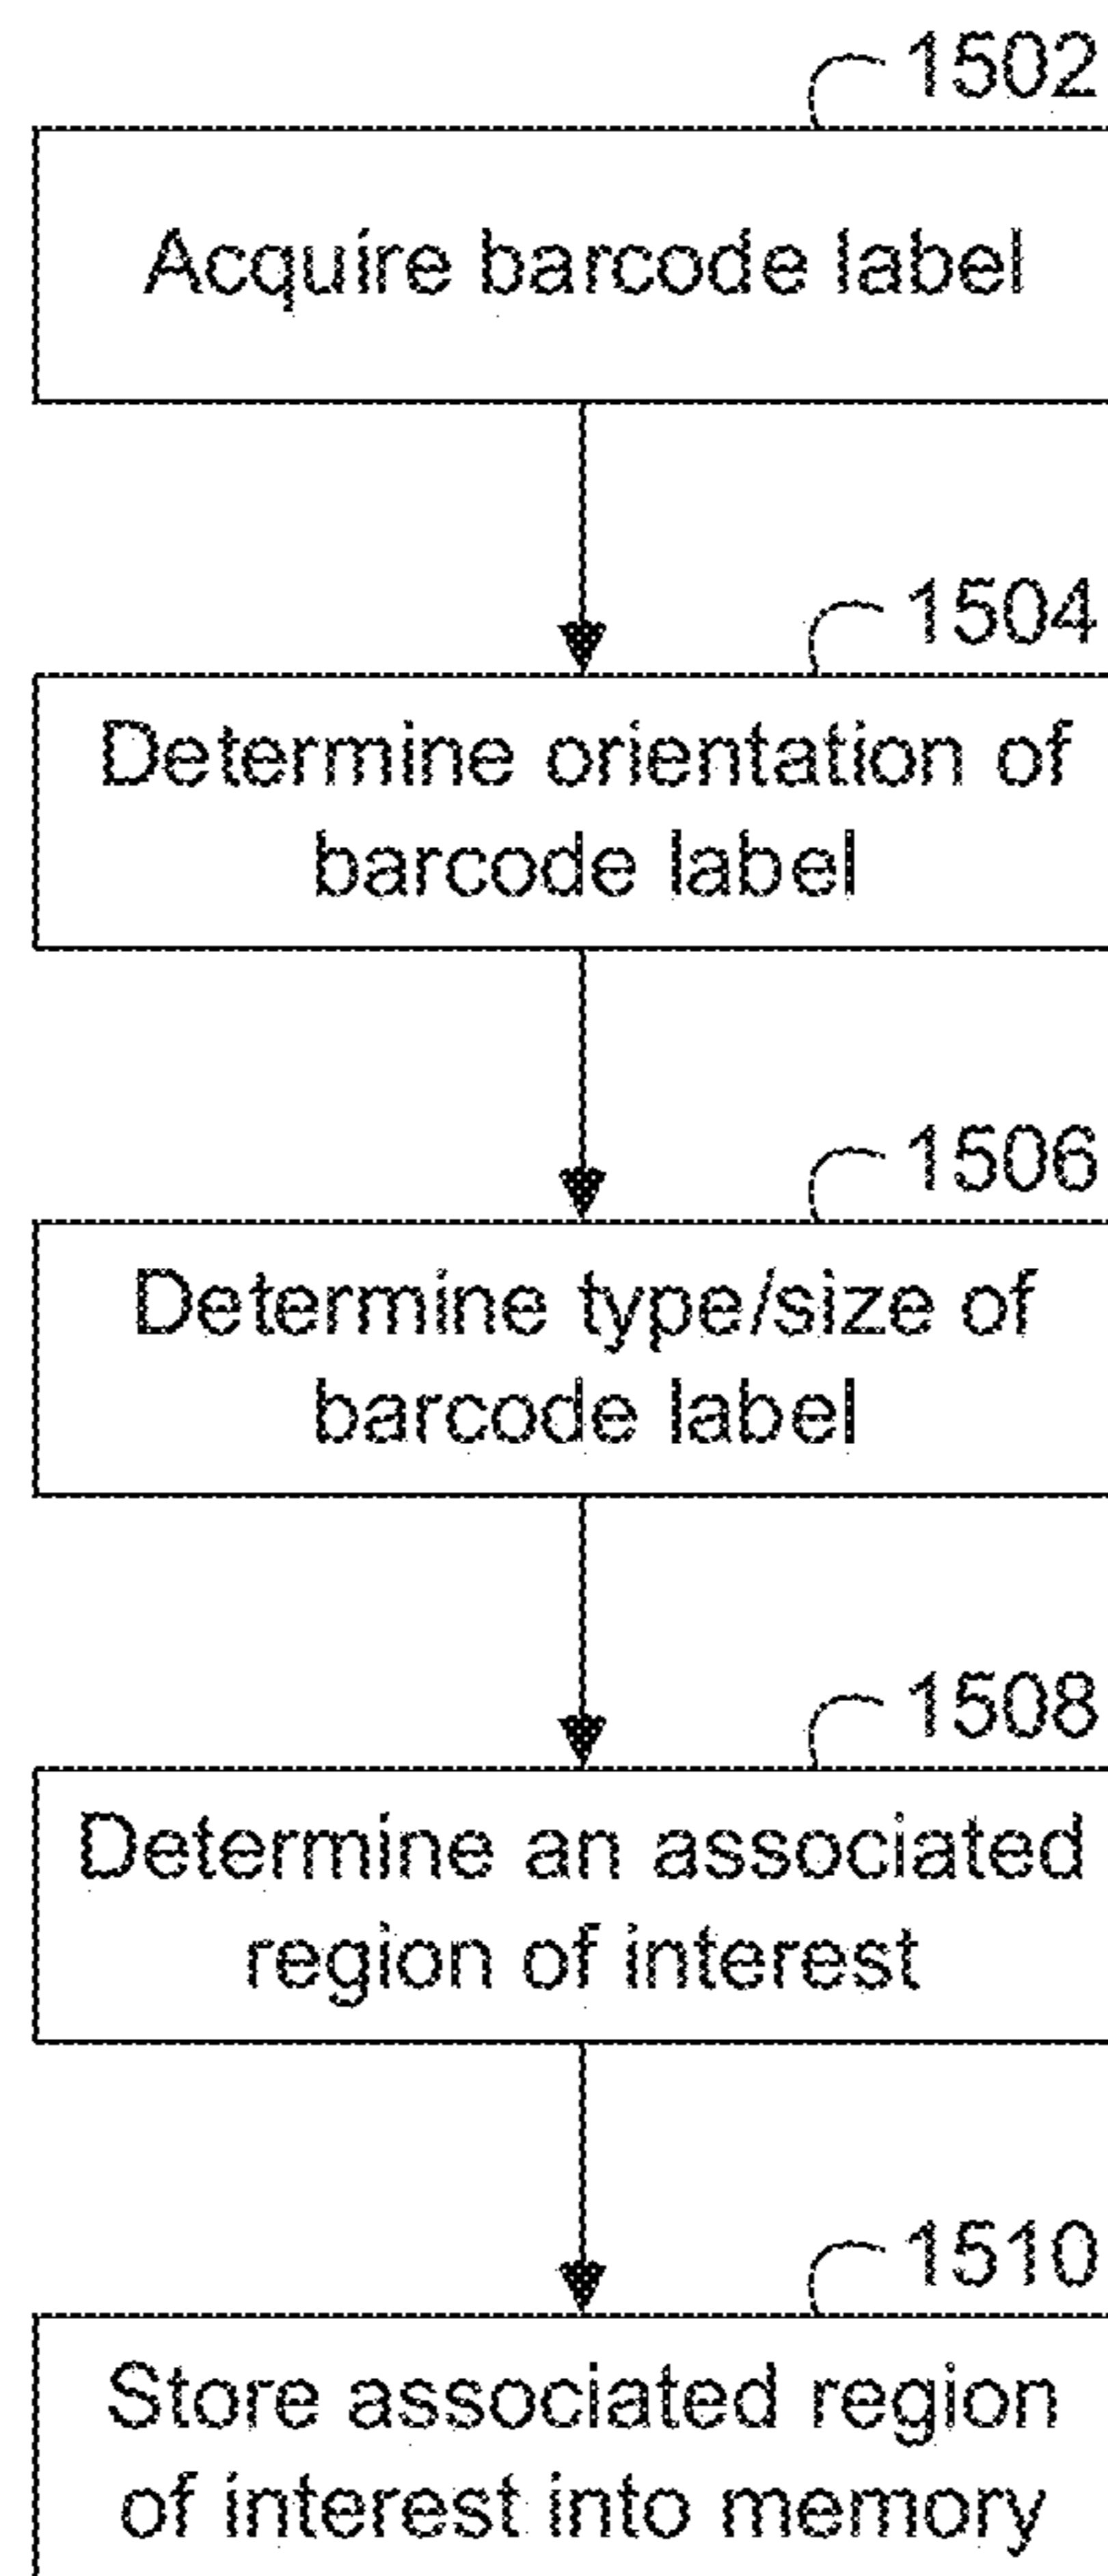 1502
Acquire barcode label
1504
Determine orientation of
barcode label
1506
Determine type/size of
barcode label
1508
Determine an associated
region of interest
1510
Store associated region
of interest into memory